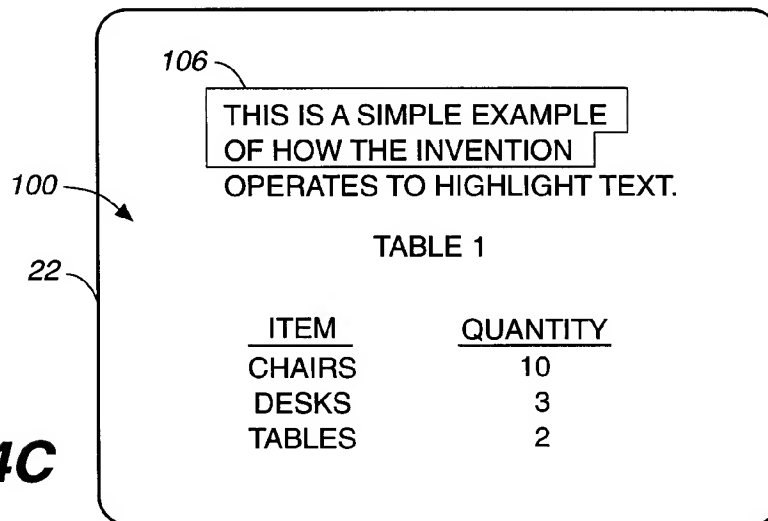 106
THIS IS A SIMPLE EXAMPLE
OF HOW THE INVENTION
100
OPERATES TO HIGHLIGHT TEXT.
TABLE 1
22
ITEM QUANTITY
CHAIRS 10
DESKS 3
TABLES 2
4C